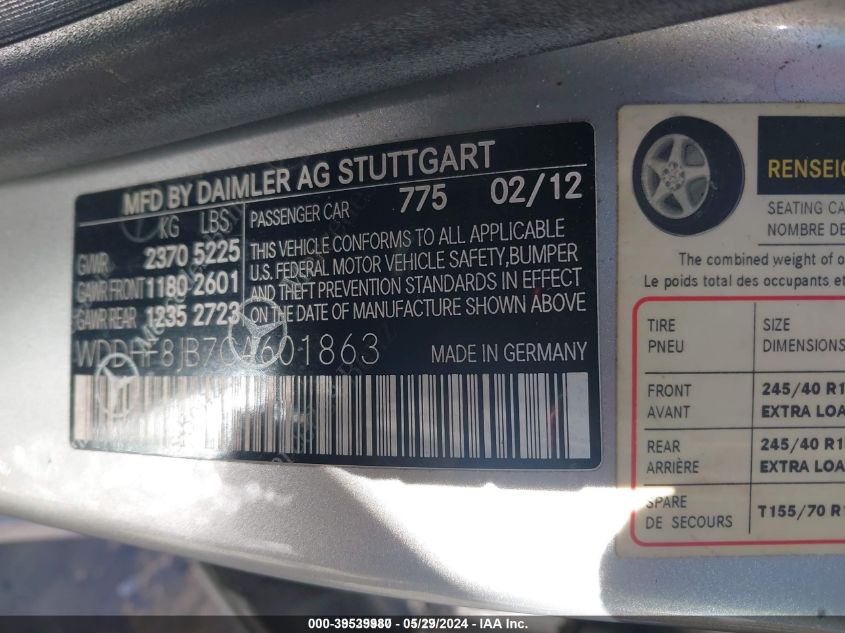 MFD BY DAIMLER AG STUTTGART
KG LBS
GVWR 2370 5225
GAWR FRONT 1180 2601
GAWR REAR 1235 2723
PASSENGER CAR 775 02/12
THIS VEHICLE CONFORMS TO ALL APPLICABLE
U.S. FEDERAL MOTOR VEHICLE SAFETY,BUMPER
AND THEFT PREVENTION STANDARDS IN EFFECT
ON THE DATE OF MANUFACTURE SHOWN ABOVE
WDDHF8JB7CA601863 MADE IN GERMANY
RENSEIG
SEATING CA
NOMBRE DE
The combined weight of o
Le poids total des occupants et
TIRE SIZE
PNEU DIMENSIONS
FRONT 245/40 R1
AVANT EXTRA LOA
REAR 245/40 R1
ARRIÈRE EXTRA LOA
SPARE
DE SECOURS T155/70 R1
000-39539980 - 05/29/2024 - IAAI.com